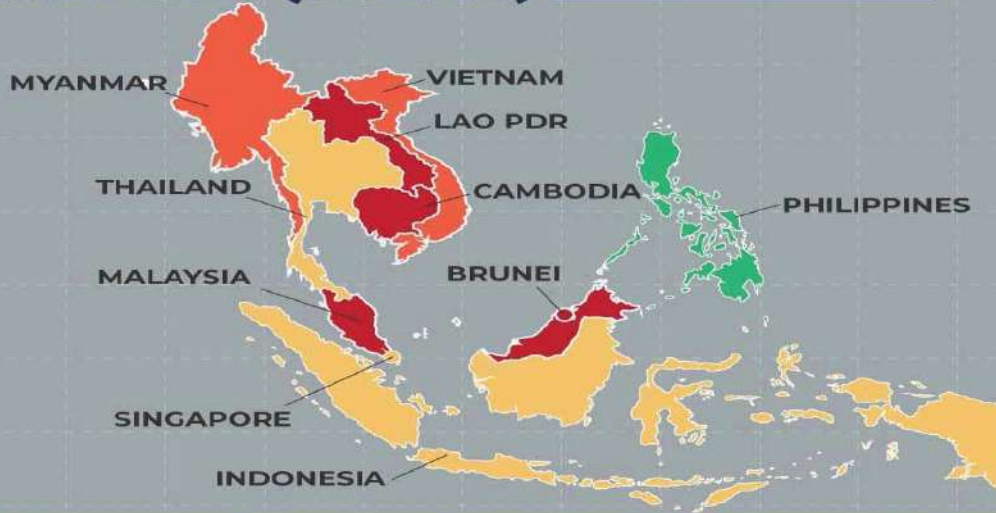 MYANMAR
VIETNAM
LAO PDR
THAILAND
CAMBODIA
PHILIPPINES
MALAYSIA
BRUNEI
SINGAPORE
INDONESIA